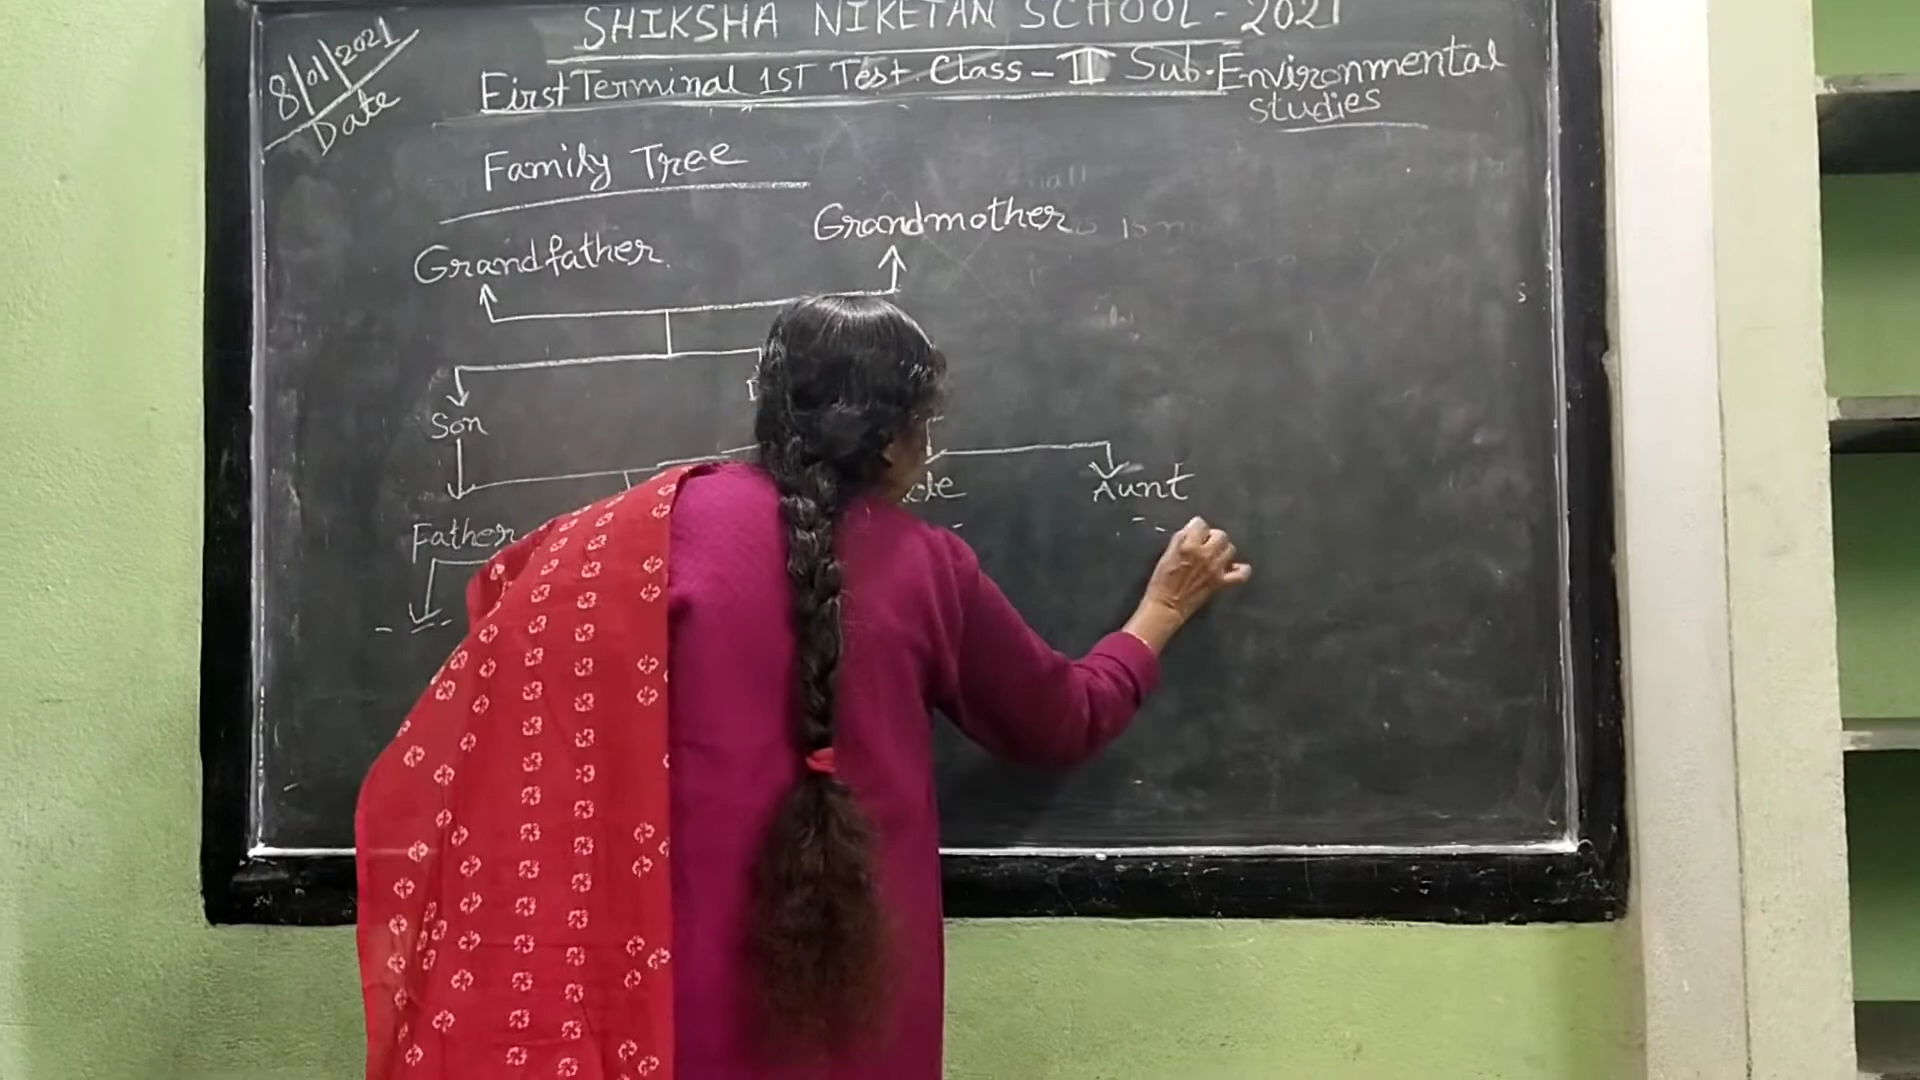 8/01/2021
Date
SHIKSHA NIKETAN SCHOOL - 2021
First Terminal 1ST Test. Class - II Sub. Environmental
studies
Family Tree
Grandfather
Grandmother
Son
Aunt
Father